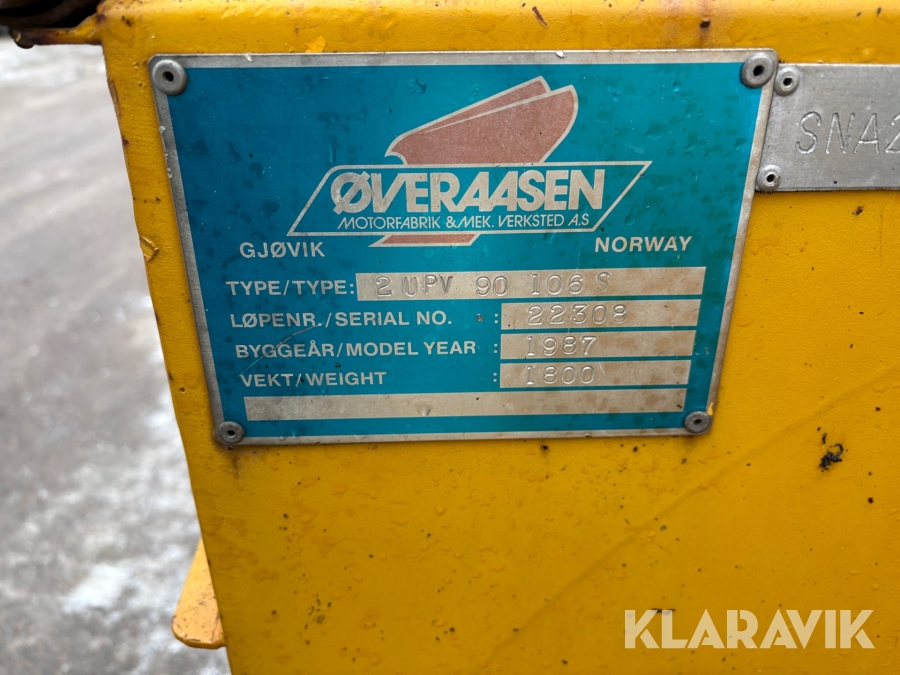 ØVERAASEN
MOTORFABRIK & MEK. VERKSTED A.S
GJØVIK NORWAY
TYPE/TYPE: 2 UPV 90 106 S
LØPENR./SERIAL NO. : 22308
BYGGEÅR/MODEL YEAR : 1987
VEKT/WEIGHT : 1800
SNA2
KLARAVIK